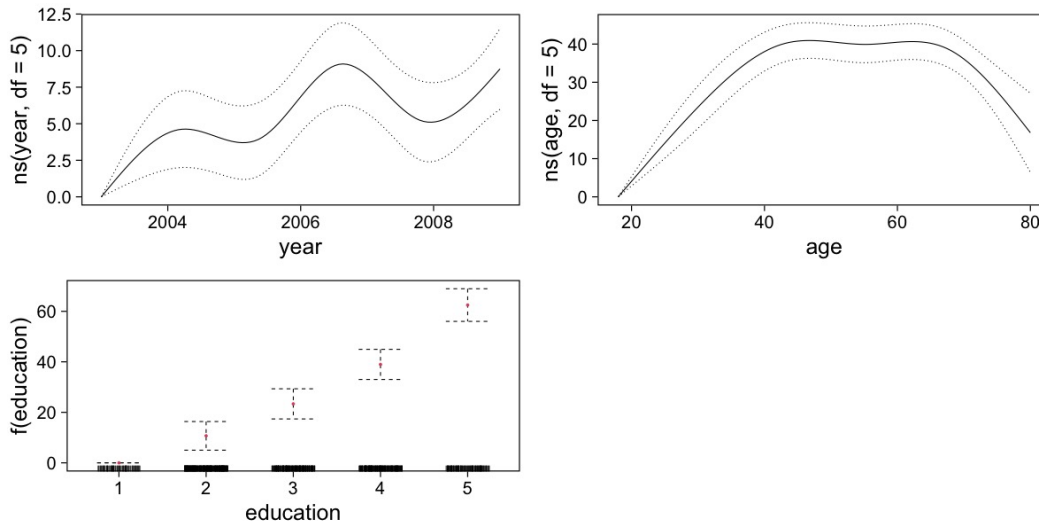 12.5
10.0
7.5
5.0
2.5
0.0
ns(year, df = 5)
2004 2006 2008
year
40
30
20
10
0
ns(age, df = 5)
20 40 60 80
age
60
40
20
0
f(education)
1 2 3 4 5
education